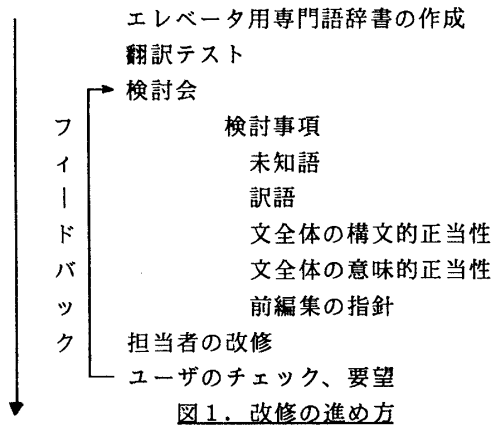 エレベータ用専門語辞書の作成
翻訳テスト
検討会
検討事項
未知語
訳語
文全体の構文的正当性
文全体の意味的正当性
前編集の指針
担当者の改修
ユーザのチェック、要望
フィードバック
図1.改修の進め方